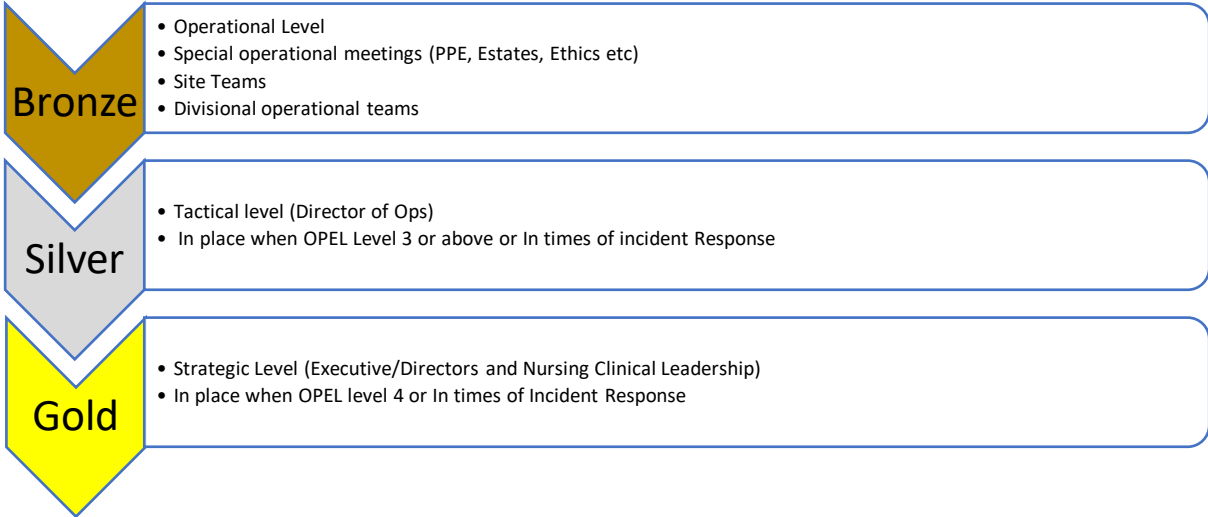 Bronze
• Operational Level
• Special operational meetings (PPE, Estates, Ethics etc)
• Site Teams
• Divisional operational teams
Silver
• Tactical level (Director of Ops)
• In place when OPEL Level 3 or above or In times of incident Response
Gold
• Strategic Level (Executive/Directors and Nursing Clinical Leadership)
• In place when OPEL level 4 or In times of Incident Response